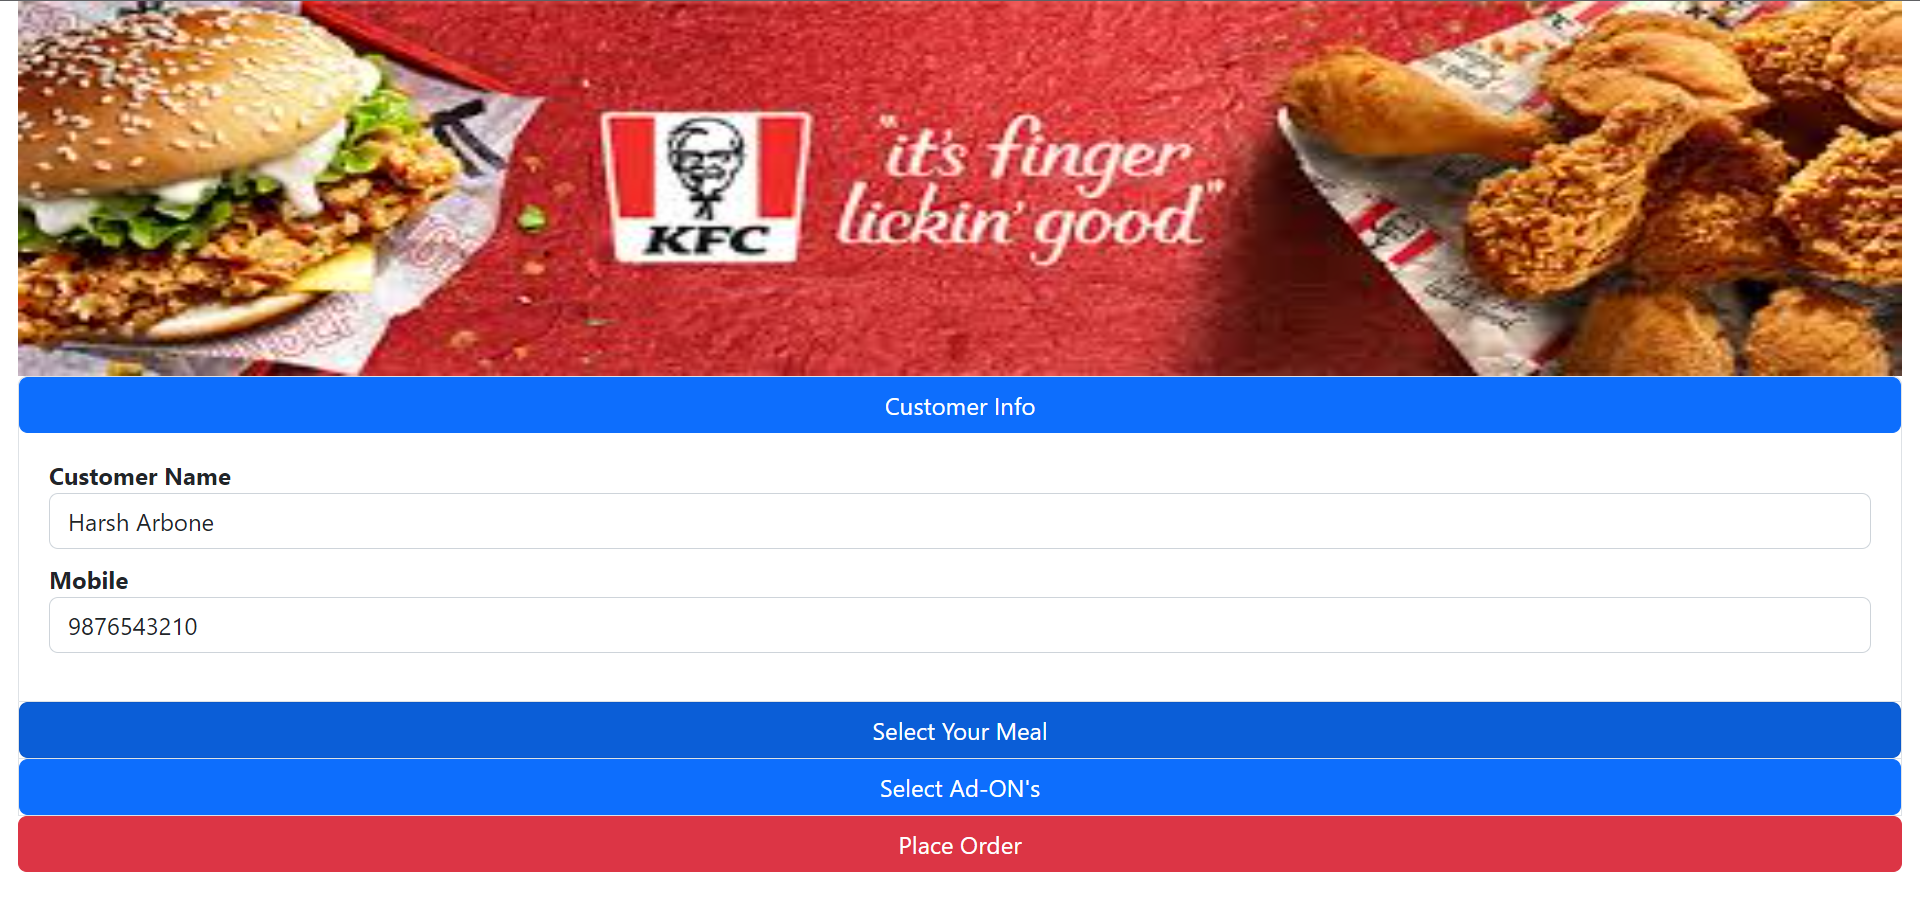 "it's finger
lickin' good"
KFC
Customer Info
Customer Name
Harsh Arbone
Mobile
9876543210
Select Your Meal
Select Ad-ON's
Place Order